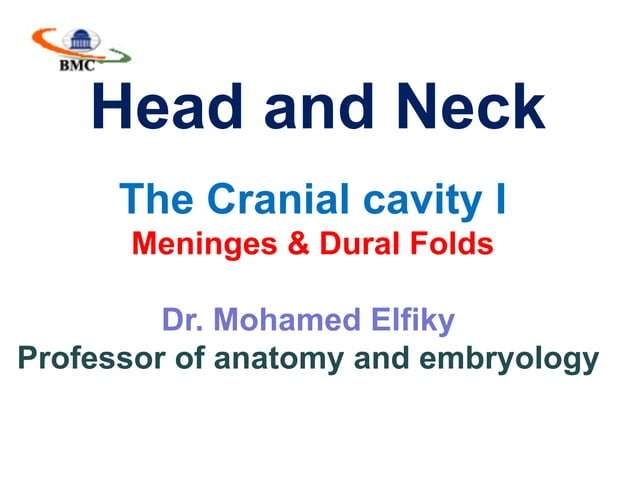 BMC
Head and Neck
The Cranial cavity I
Meninges & Dural Folds
Dr. Mohamed Elfiky
Professor of anatomy and embryology